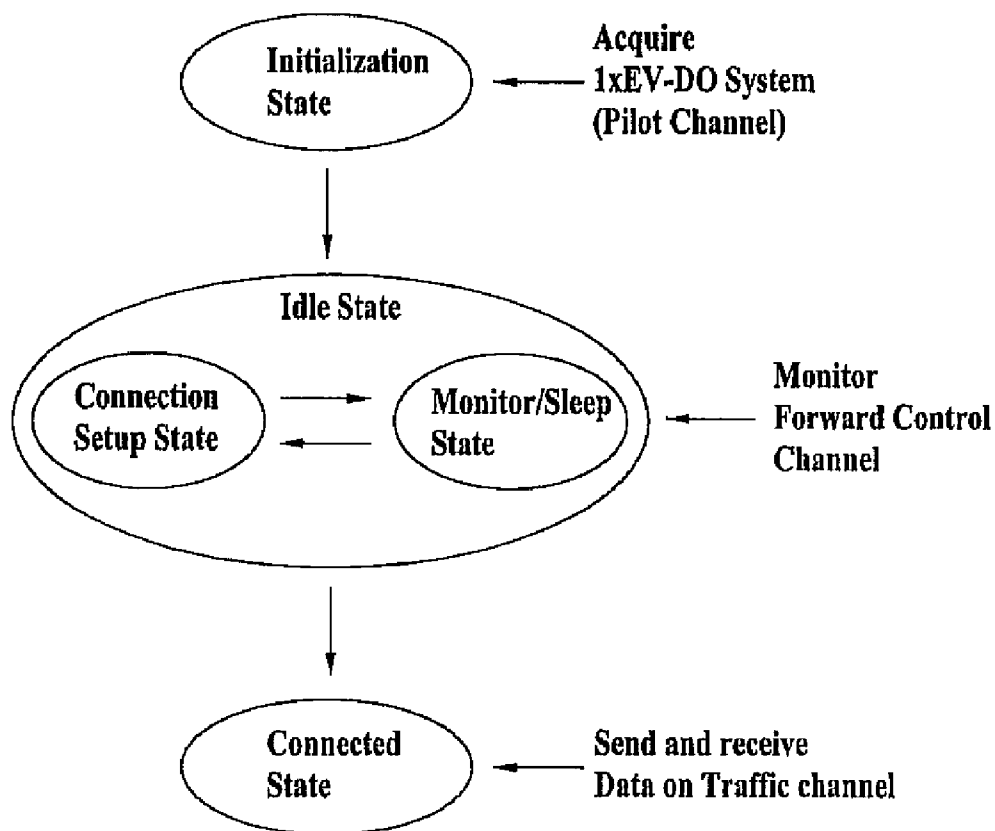 Initialization
State
Acquire
1xEV-DO System
(Pilot Channel)
Idle State
Connection
Setup State
Monitor/Sleep
State
Monitor
Forward Control
Channel
Connected
State
Send and receive
Data on Traffic channel